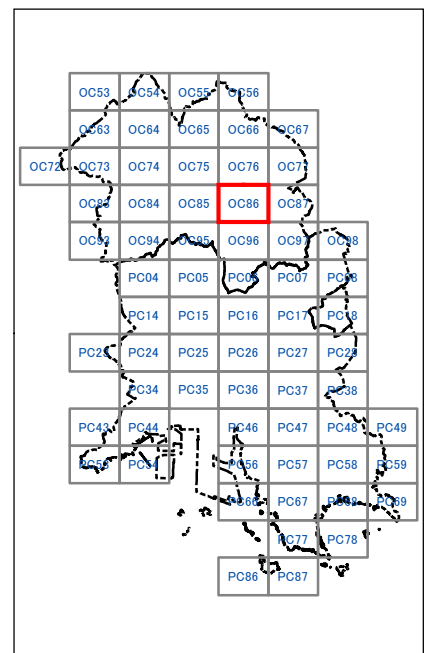 OC53 OC54 OC55 OC56
OC63 OC64 OC65 OC66 OC67
OC72 OC73 OC74 OC75 OC76 OC77
OC83 OC84 OC85 OC86 OC87
OC93 OC94 OC95 OC96 OC97 OC98
PC04 PC05 PC06 PC07 PC08
PC14 PC15 PC16 PC17 PC18
PC23 PC24 PC25 PC26 PC27 PC28
PC34 PC35 PC36 PC37 PC38
PC43 PC44 PC46 PC47 PC48 PC49
PC53 PC54 PC56 PC57 PC58 PC59
PC66 PC67 PC68 PC69
PC77 PC78
PC86 PC87